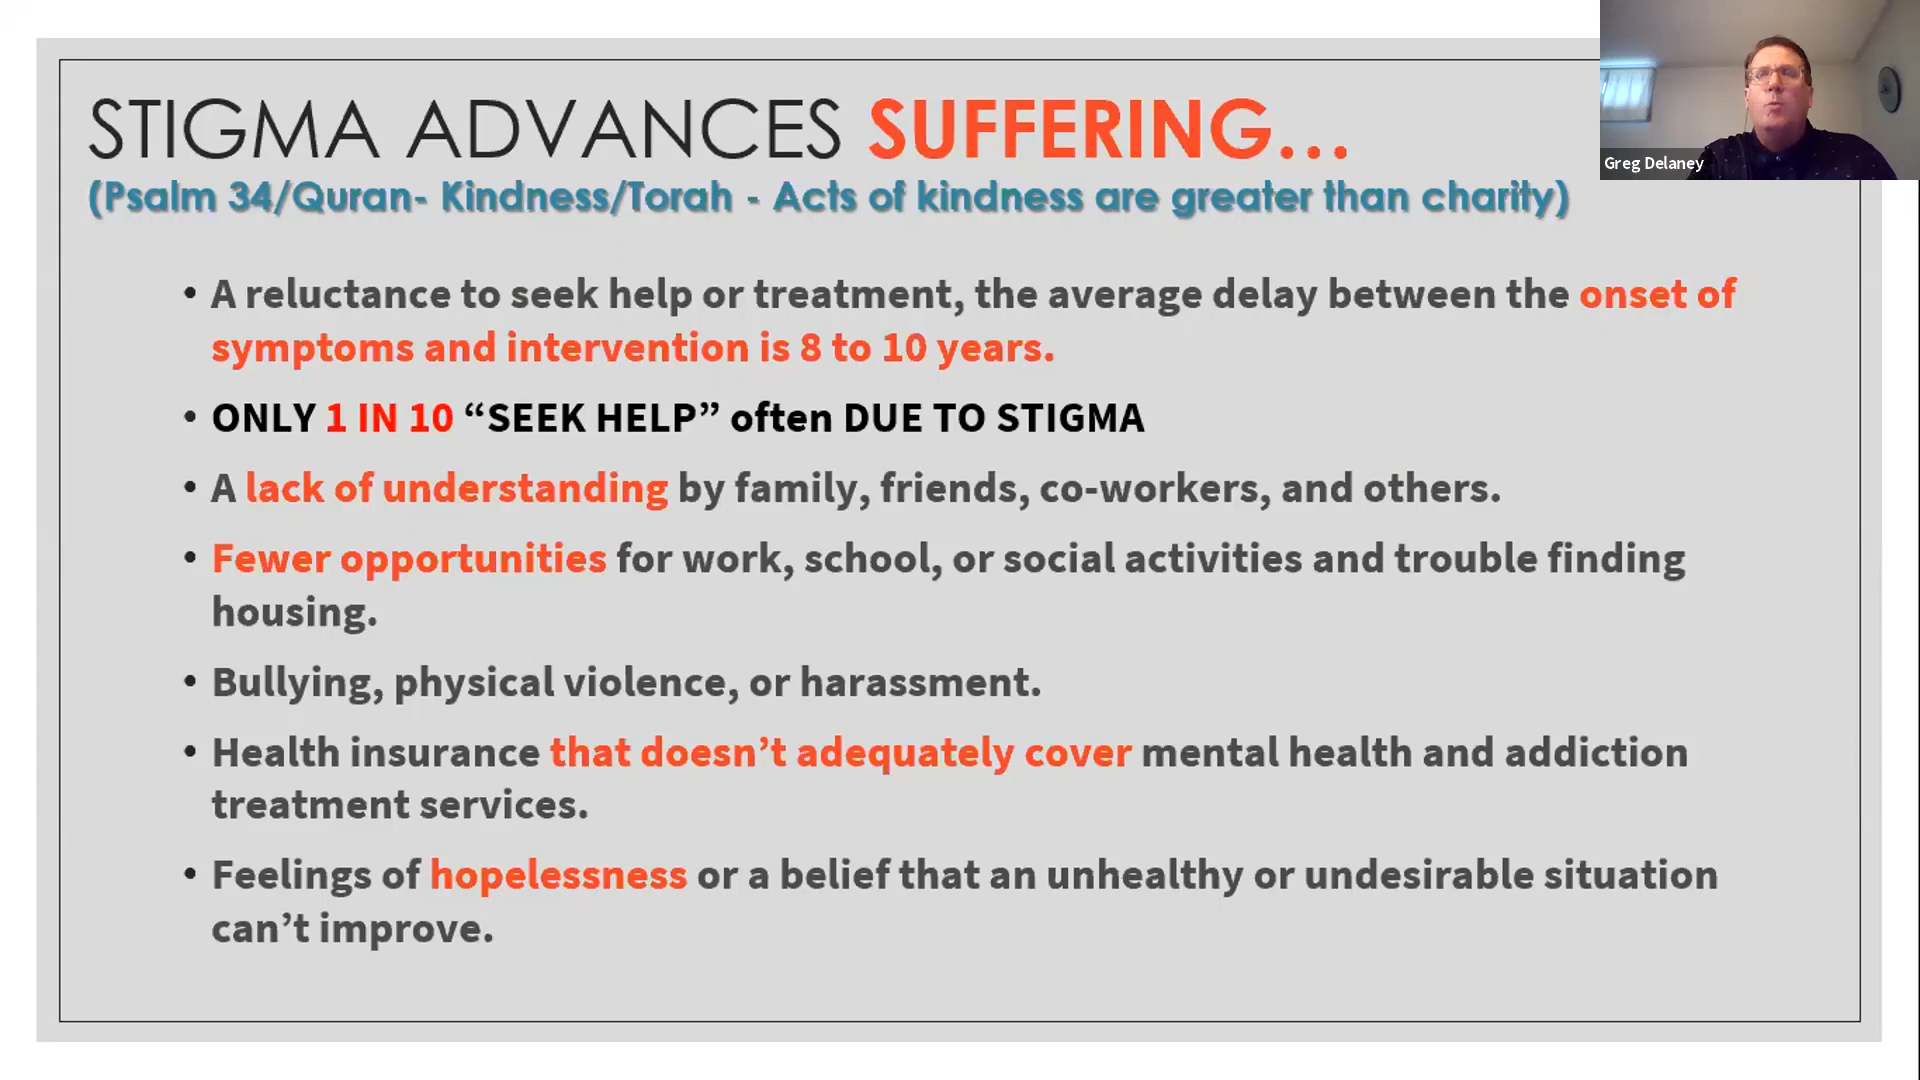 STIGMA ADVANCES SUFFERING...
(Psalm 34/Quran- Kindness/Torah - Acts of kindness are greater than charity)
Greg Delaney
• A reluctance to seek help or treatment, the average delay between the onset of
symptoms and intervention is 8 to 10 years.
• ONLY 1 IN 10 “SEEK HELP” often DUE TO STIGMA
• A lack of understanding by family, friends, co-workers, and others.
• Fewer opportunities for work, school, or social activities and trouble finding
housing.
• Bullying, physical violence, or harassment.
• Health insurance that doesn’t adequately cover mental health and addiction
treatment services.
• Feelings of hopelessness or a belief that an unhealthy or undesirable situation
can’t improve.